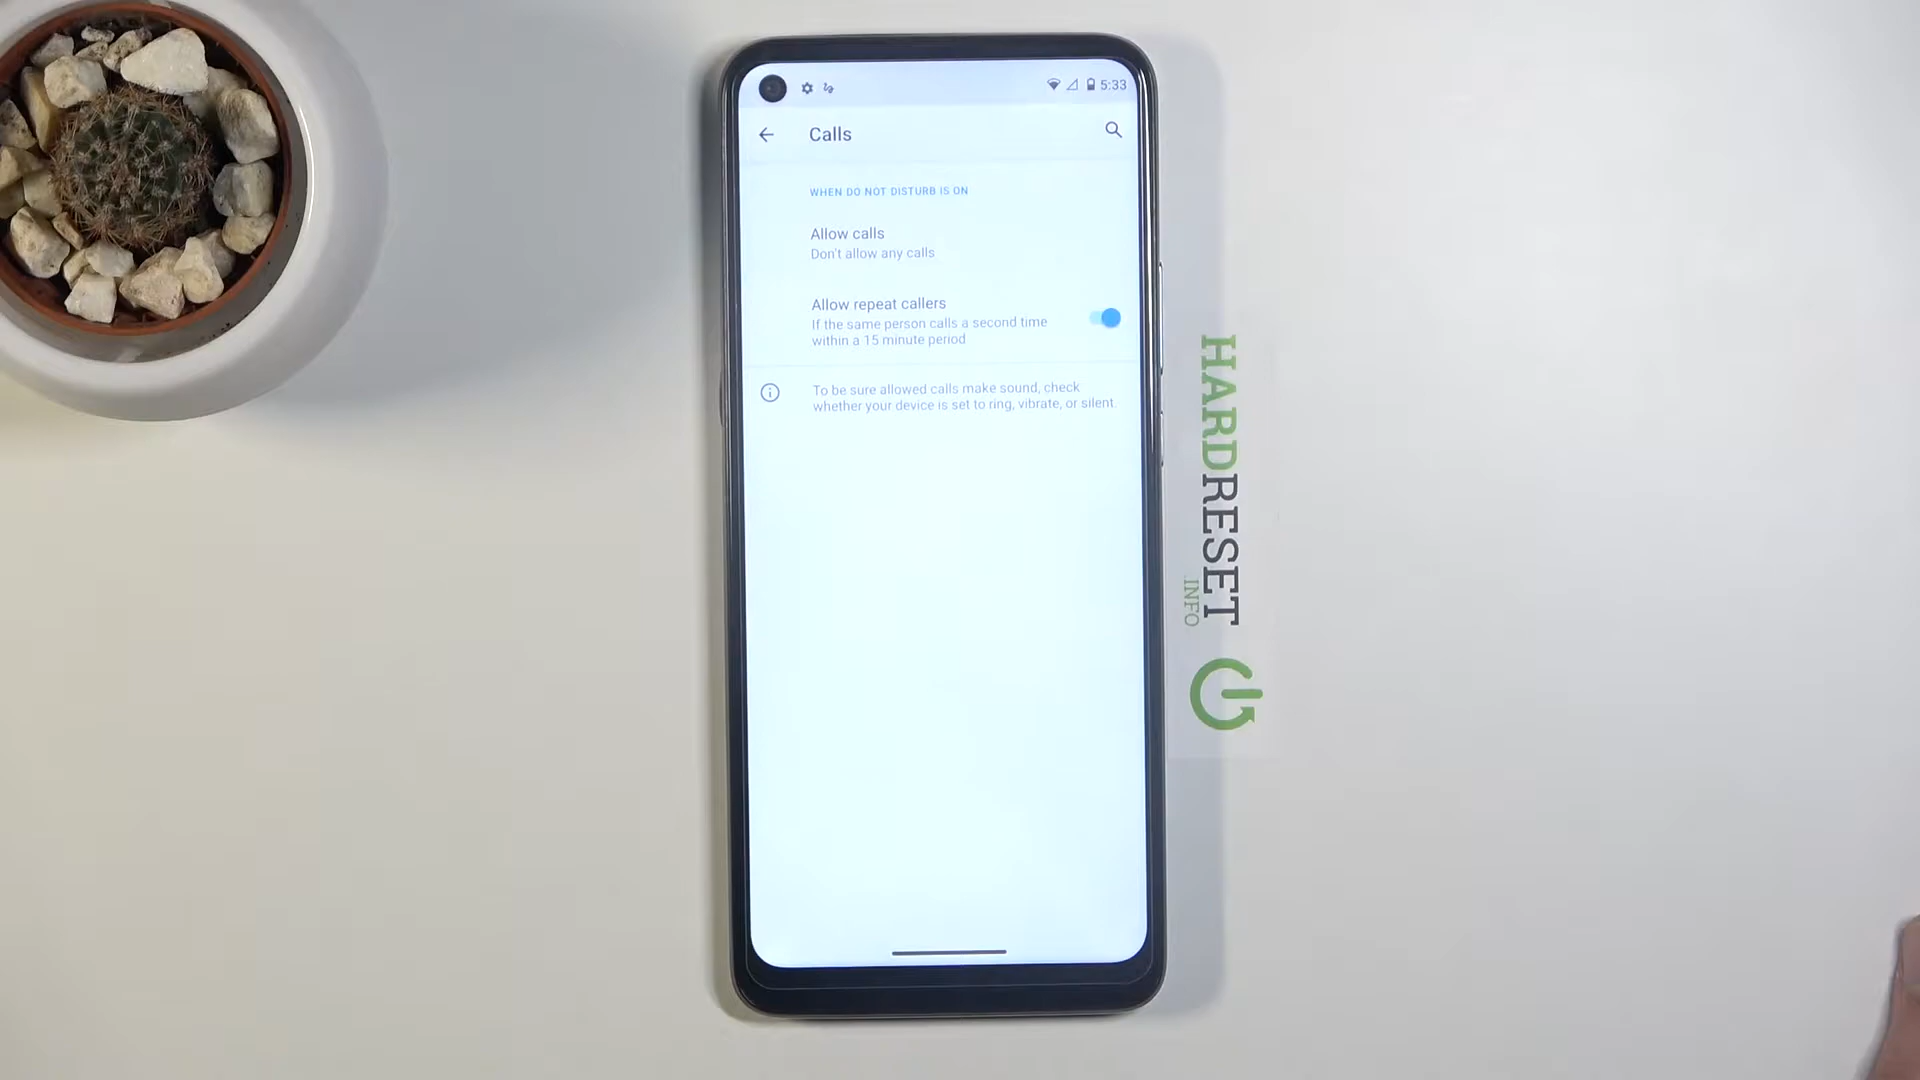 5:33
Calls
WHEN DO NOT DISTURB IS ON
Allow calls
Don't allow any calls
Allow repeat callers
If the same person calls a second time
within a 15 minute period
To be sure allowed calls make sound, check
whether your device is set to ring, vibrate, or silent.
HARDRESET
.INFO